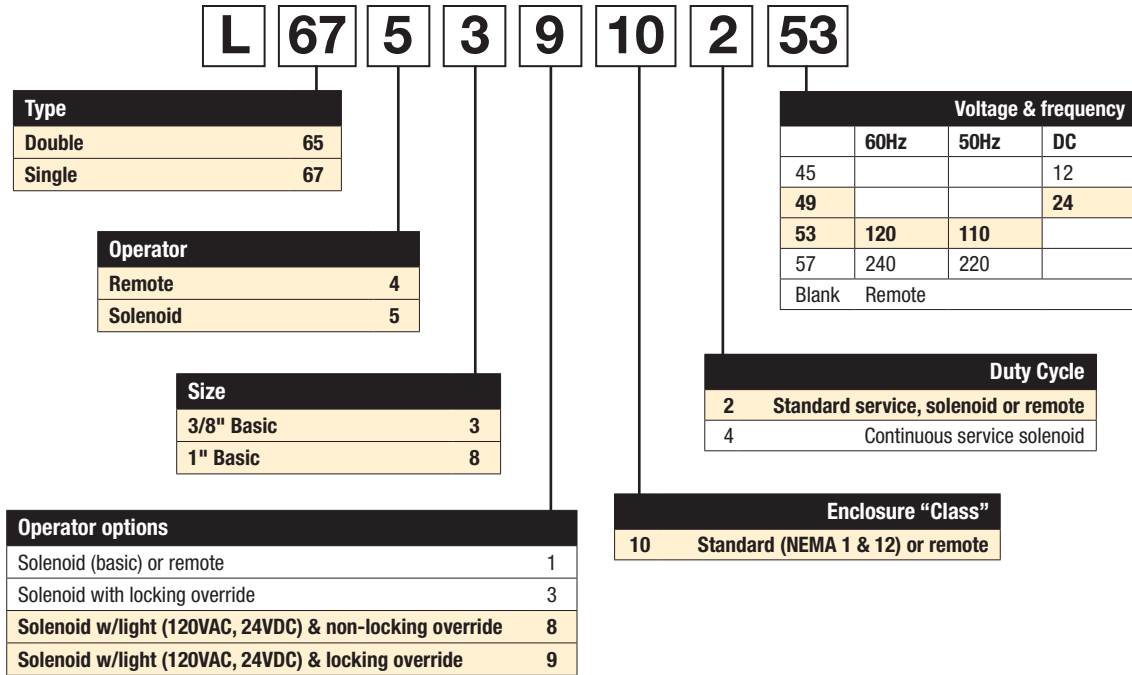 L 67 5 3 9 10 2 53
Type
Double 65
Single 67
Operator
Remote 4
Solenoid 5
Size
3/8" Basic 3
1" Basic 8
Operator options
Solenoid (basic) or remote 1
Solenoid with locking override 3
Solenoid w/light (120VAC, 24VDC) & non-locking override 8
Solenoid w/light (120VAC, 24VDC) & locking override 9
Voltage & frequency
60Hz 50Hz DC
45 12
49 24
53 120 110
57 240 220
Blank Remote
Duty Cycle
2 Standard service, solenoid or remote
4 Continuous service solenoid
Enclosure “Class”
10 Standard (NEMA 1 & 12) or remote